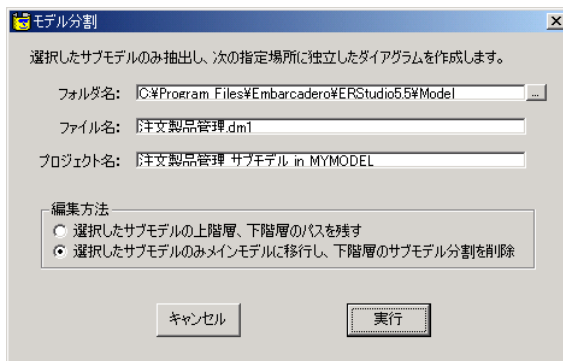 モデル分割
選択したサブモデルのみ抽出し、次の指定場所に独立したダイアグラムを作成します。
フォルダ名: C:¥Program Files¥Embarcadero¥ERStudio5.5¥Model ...
ファイル名: 注文製品管理.dm1
プロジェクト名: 注文製品管理 サブモデル in MYMODEL
編集方法
選択したサブモデルの上階層、下階層のパスを残す
選択したサブモデルのみメインモデルに移行し、下階層のサブモデル分割を削除
キャンセル 実行